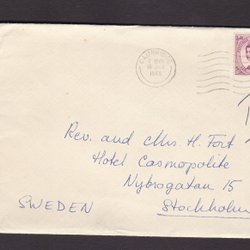 Rev. and Mrs. H. Fort
Hotel Cosmopolite
Nybrogatan 15
SWEDEN
Stockholm